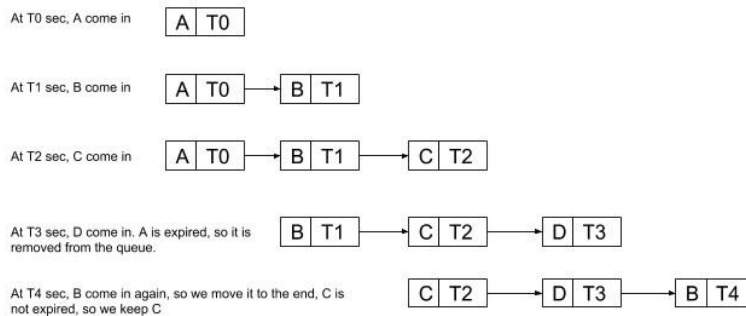 At T0 sec, A come in A T0
At T1 sec, B come in A T0 B T1
At T2 sec, C come in A T0 B T1 C T2
At T3 sec, D come in. A is expired, so it is
removed from the queue.
B T1 C T2 D T3
At T4 sec, B come in again, so we move it to the end, C is
not expired, so we keep C
C T2 D T3 B T4